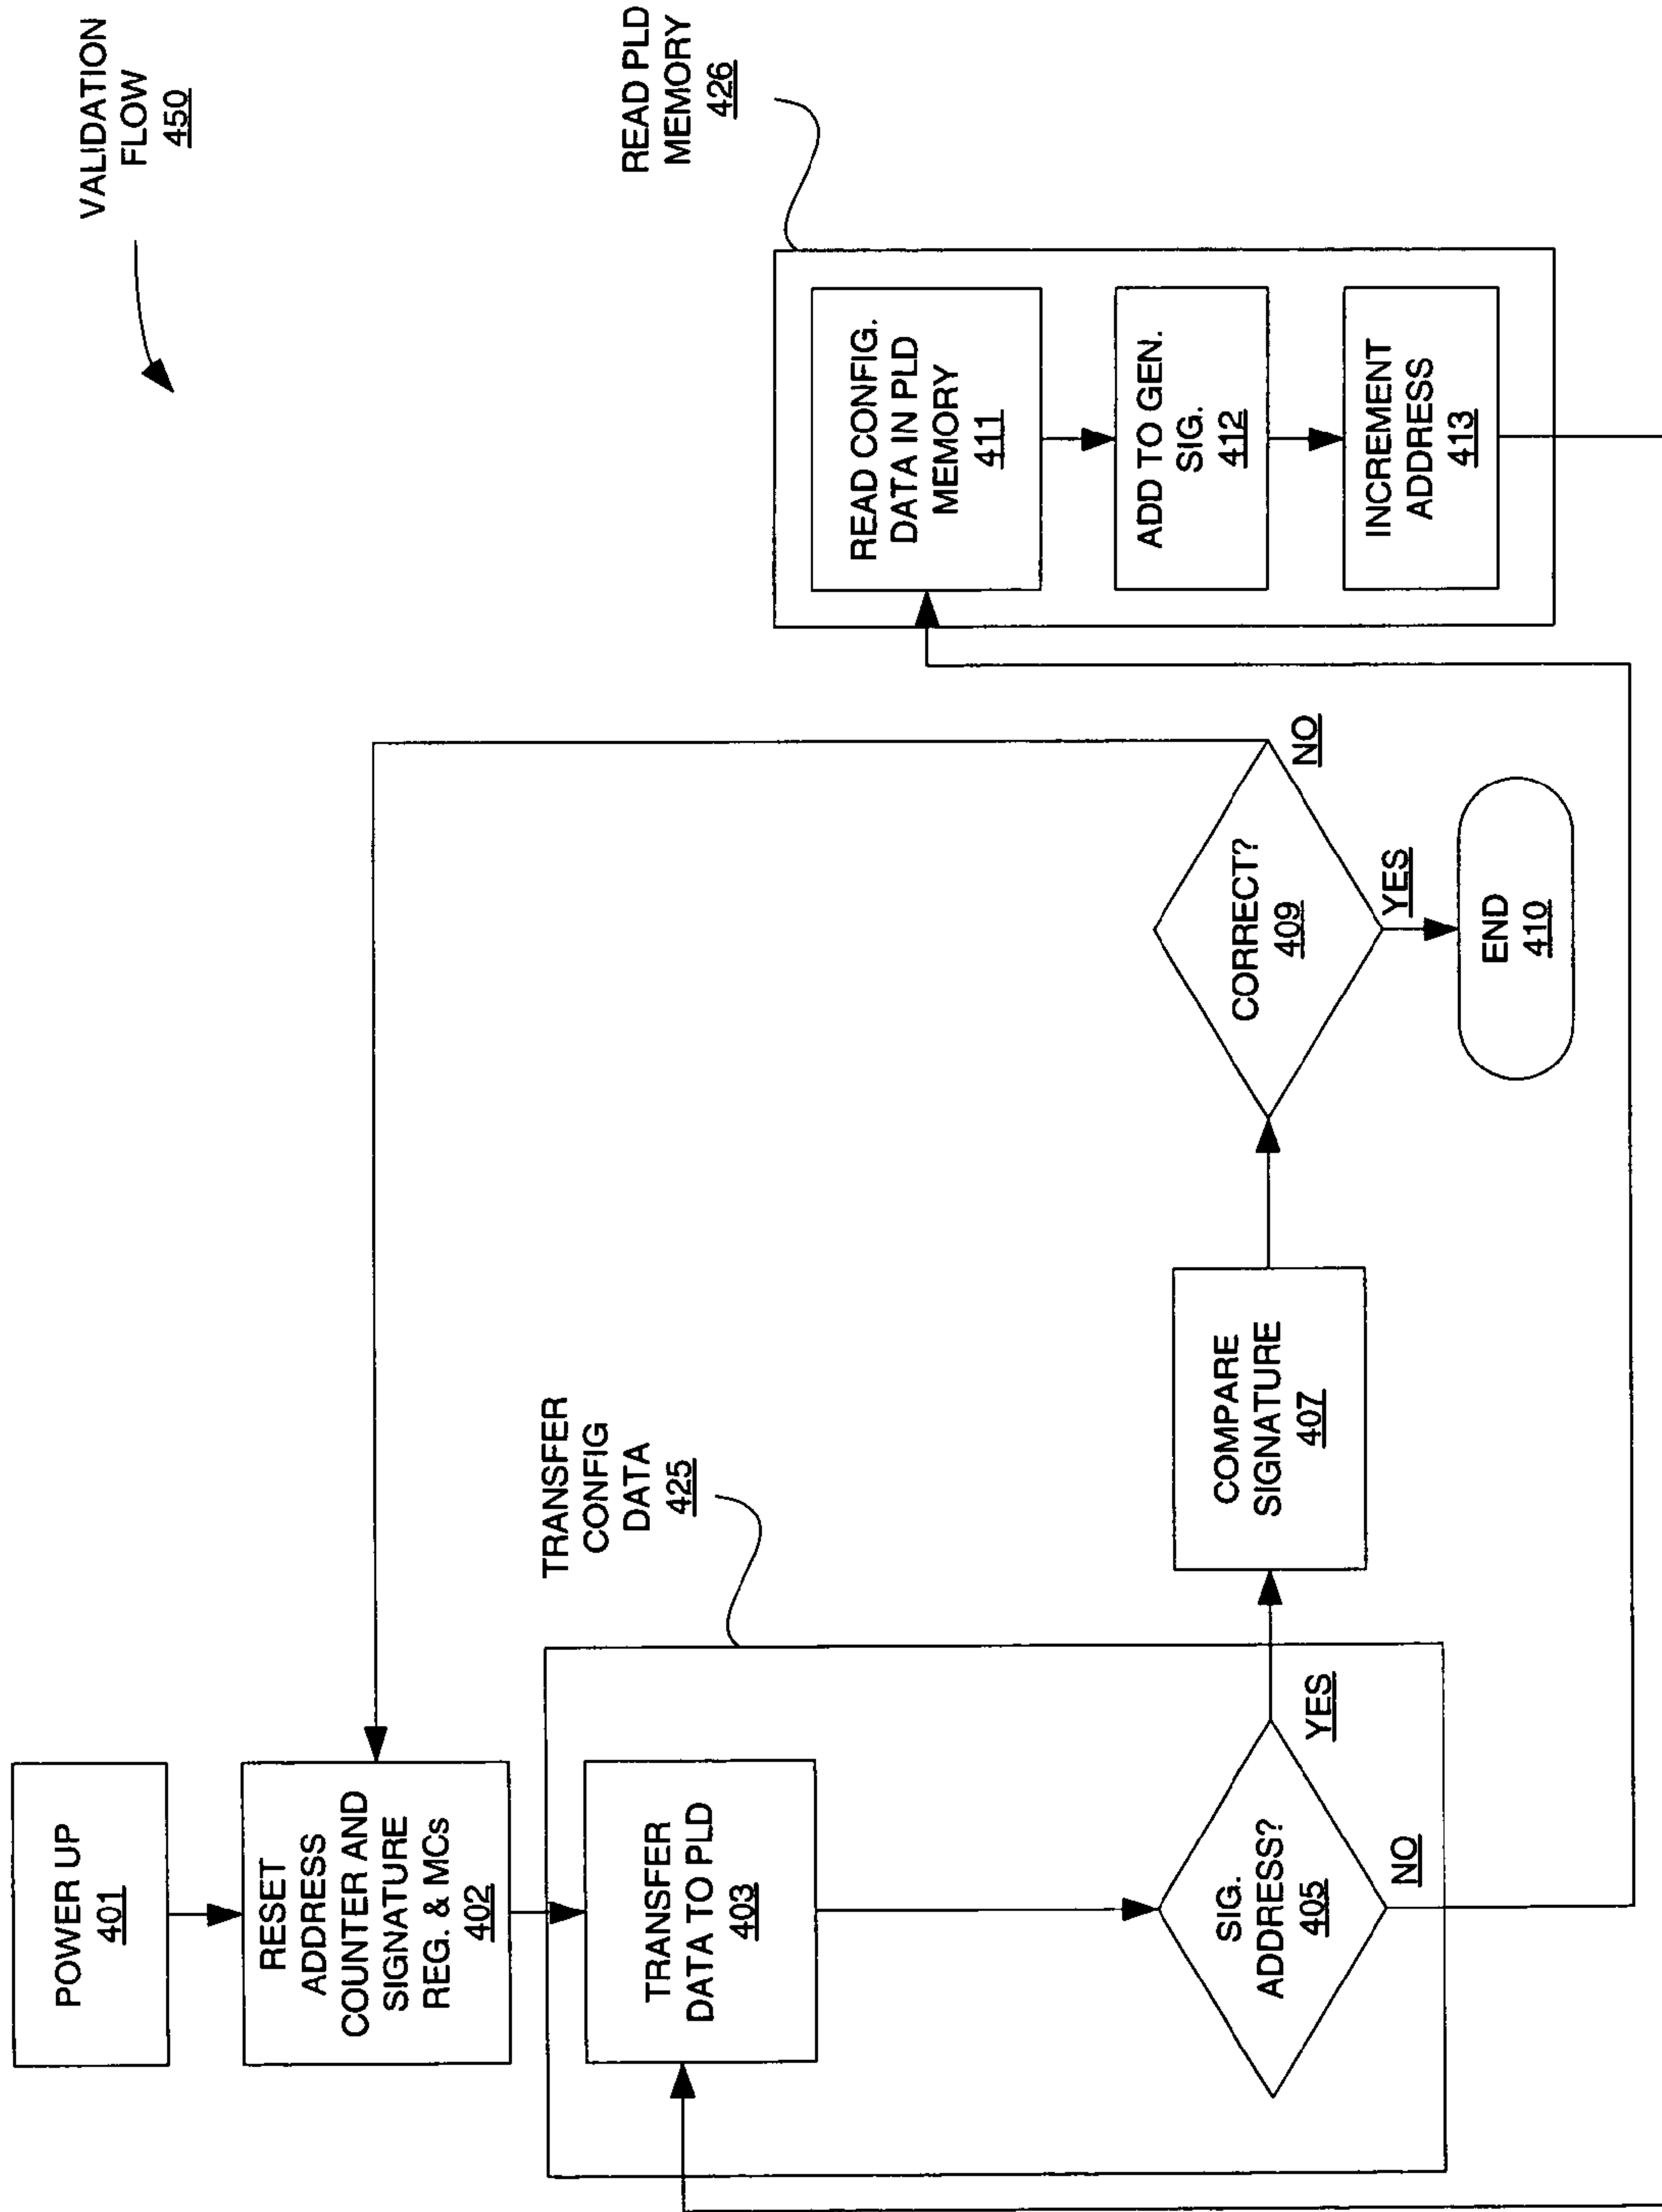 VALIDATION
FLOW
450
POWER UP
401
RESET
ADDRESS
COUNTER AND
SIGNATURE
REG. & MCs
402
TRANSFER
CONFIG
DATA
425
TRANSFER
DATA TO PLD
403
SIG.
ADDRESS?
405
YES
NO
COMPARE
SIGNATURE
407
CORRECT?
409
NO
YES
END
410
READ PLD
MEMORY
426
READ CONFIG.
DATA IN PLD
MEMORY
411
ADD TO GEN.
SIG.
412
INCREMENT
ADDRESS
413